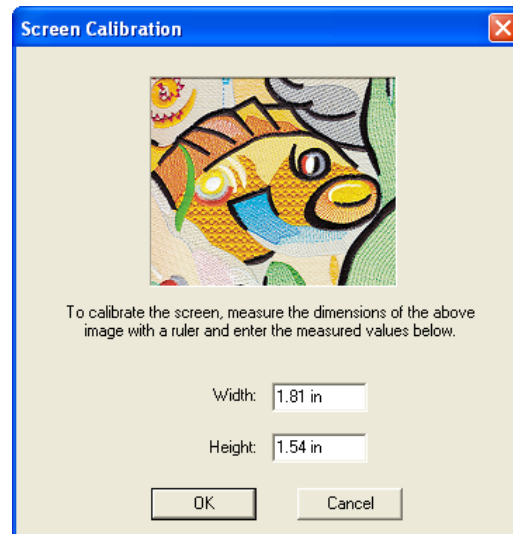 Screen Calibration
To calibrate the screen, measure the dimensions of the above
image with a ruler and enter the measured values below.
Width: 1.81 in
Height: 1.54 in
OK Cancel